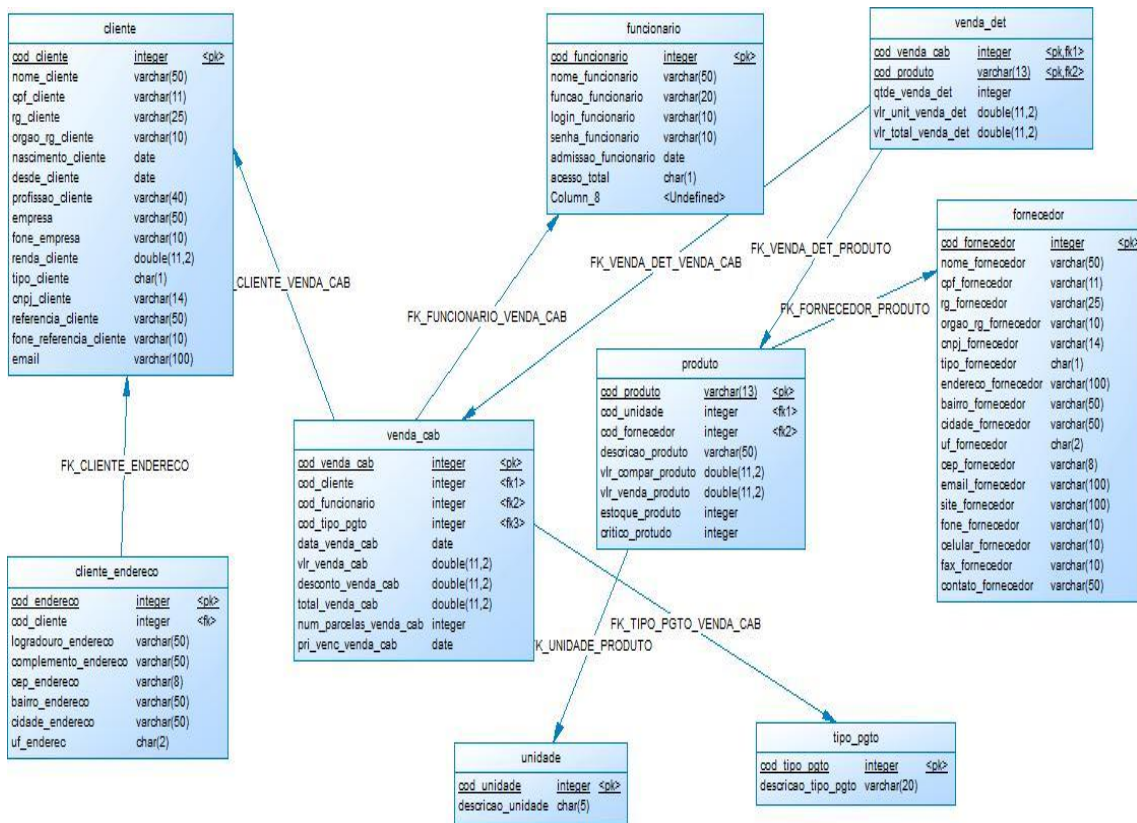 cliente
cod_cliente integer <pk>
nome_cliente varchar(50)
cpf_cliente varchar(11)
rg_cliente varchar(25)
orgao_rg_cliente varchar(10)
nascimento_cliente date
desde_cliente date
profissao_cliente varchar(40)
empresa varchar(50)
fone_empresa varchar(10)
renda_cliente double(11,2)
tipo_cliente char(1)
cnpj_cliente varchar(14)
referencia_cliente varchar(50)
fone_referencia_cliente varchar(10)
email varchar(100)
funcionario
cod_funcionario integer <pk>
nome_funcionario varchar(50)
funcao_funcionario varchar(20)
login_funcionario varchar(10)
senha_funcionario varchar(10)
admissao_funcionario date
acesso_total char(1)
Column_8 <Undefined>
venda_det
cod_venda_cab integer <pk,fk1>
cod_produto varchar(13) <pk,fk2>
qtde_venda_det integer
vlr_unit_venda_det double(11,2)
vlr_total_venda_det double(11,2)
fornecedor
cod_fornecedor integer <pk>
nome_fornecedor varchar(50)
cpf_fornecedor varchar(11)
rg_fornecedor varchar(25)
orgao_rg_fornecedor varchar(10)
cnpj_fornecedor varchar(14)
tipo_fornecedor char(1)
endereco_fornecedor varchar(100)
bairro_fornecedor varchar(50)
cidade_fornecedor varchar(50)
uf_fornecedor char(2)
cep_fornecedor varchar(8)
email_fornecedor varchar(100)
site_fornecedor varchar(100)
fone_fornecedor varchar(10)
celular_fornecedor varchar(10)
fax_fornecedor varchar(10)
contato_fornecedor varchar(50)
FK_VENDA_DET_PRODUTO
FK_VENDA_DET_VENDA_CAB
_CLIENTE_VENDA_CAB
FK_FORNECEDOR_PRODUTO
FK_FUNCIONARIO_VENDA_CAB
produto
cod_produto varchar(13) <pk>
cod_unidade integer <fk1>
cod_fornecedor integer <fk2>
descricao_produto varchar(50)
vlr_compar_produto double(11,2)
vlr_venda_produto double(11,2)
estoque_produto integer
critico_protudo integer
venda_cab
cod_venda_cab integer <pk>
cod_cliente integer <fk1>
cod_funcionario integer <fk2>
cod_tipo_pgto integer <fk3>
data_venda_cab date
vlr_venda_cab double(11,2)
desconto_venda_cab double(11,2)
total_venda_cab double(11,2)
num_parcelas_venda_cab integer
pri_venc_venda_cab date
FK_CLIENTE_ENDERECO
FK_TIPO_PGTO_VENDA_CAB
FK_UNIDADE_PRODUTO
cliente_endereco
cod_endereco integer <pk>
cod_cliente integer <fk>
logradouro_endereco varchar(50)
complemento_endereco varchar(50)
cep_endereco varchar(8)
bairro_endereco varchar(50)
cidade_endereco varchar(50)
uf_enderec char(2)
unidade
cod_unidade integer <pk>
descricao_unidade char(5)
tipo_pgto
cod_tipo_pgto integer <pk>
descricao_tipo_pgto varchar(20)